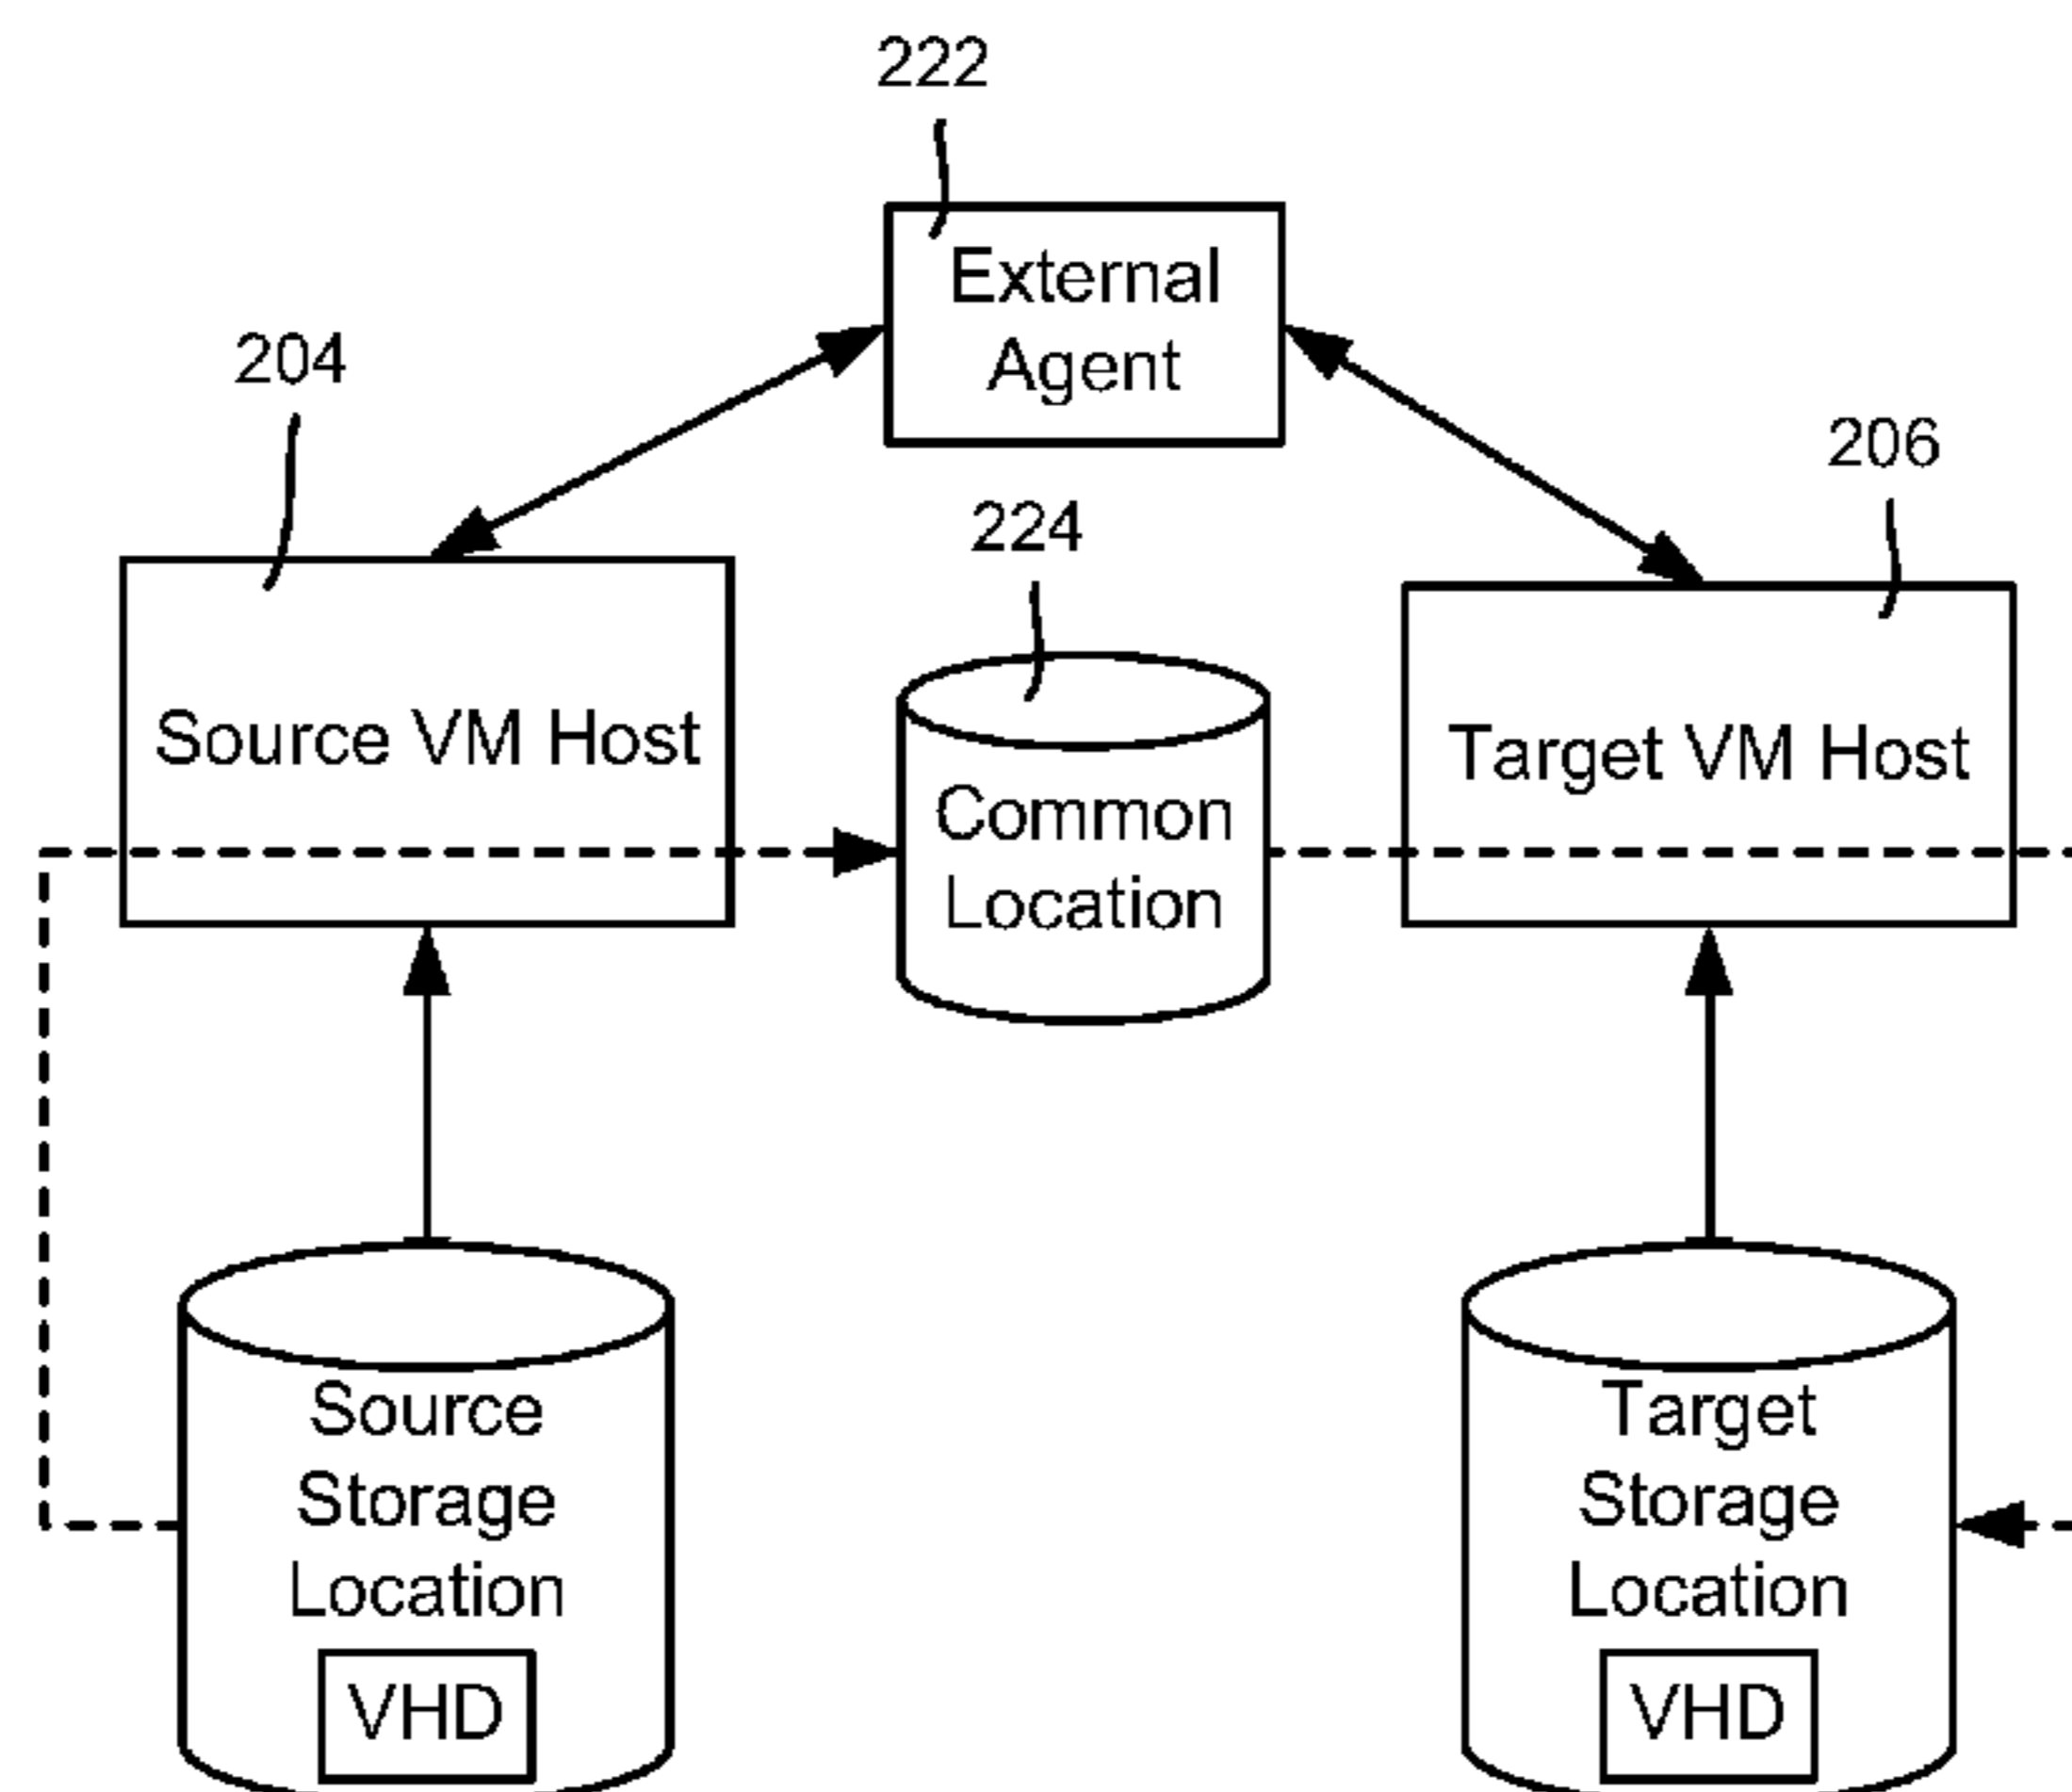 222
External
Agent
204
206
224
Source VM Host
Target VM Host
Common
Location
Source
Storage
Location
VHD
Target
Storage
Location
VHD